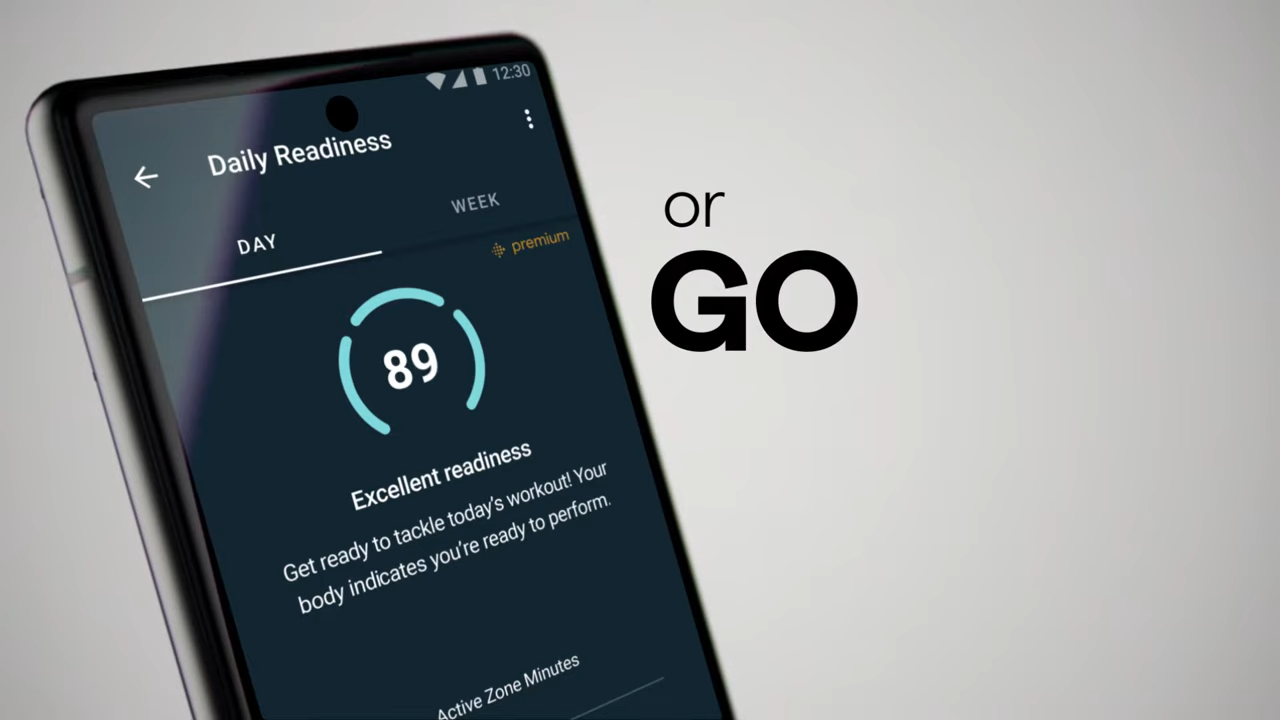 12:30
Daily Readiness
DAY
WEEK
premium
89
Excellent readiness
Get ready to tackle today's workout! Your
body indicates you're ready to perform.
Active Zone Minutes
or
GO